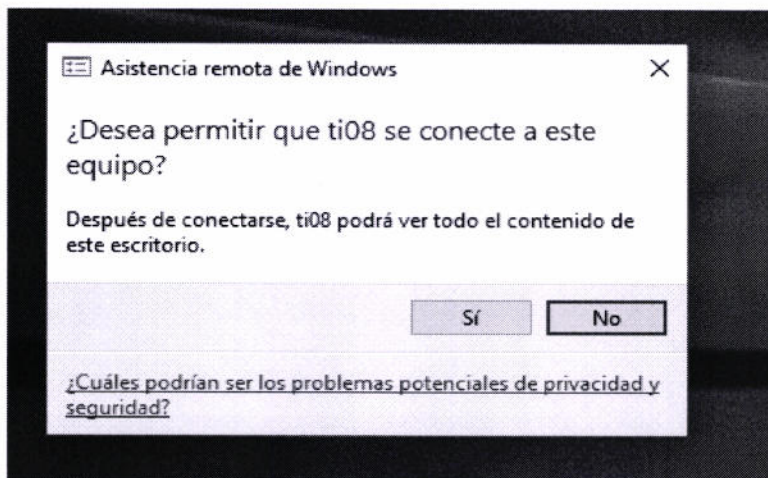 Asistencia remota de Windows
¿Desea permitir que ti08 se conecte a este
equipo?
Después de conectarse, ti08 podrá ver todo el contenido de
este escritorio.
Sí
No
¿Cuáles podrían ser los problemas potenciales de privacidad y
seguridad?